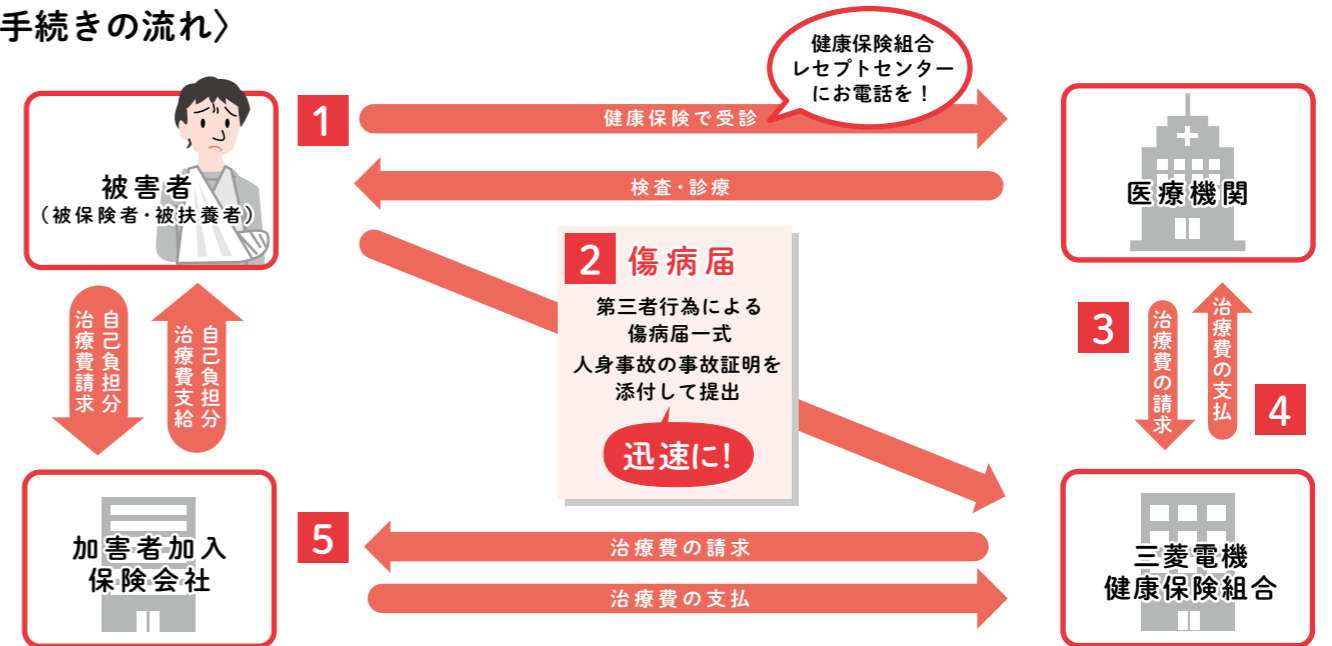 手続きの流れ〉
健康保険組合
レセプトセンター
にお電話を！
1
健康保険で受診
検査・診療
被害者
（被保険者・被扶養者）
医療機関
2 傷病届
第三者行為による
傷病届一式
人身事故の事故証明を
添付して提出
迅速に!
自己負担分
治療費請求
自己負担分
治療費支給
3
治療費の請求
治療費の支払
4
加害者加入
保険会社
5
治療費の請求
治療費の支払
三菱電機
健康保険組合